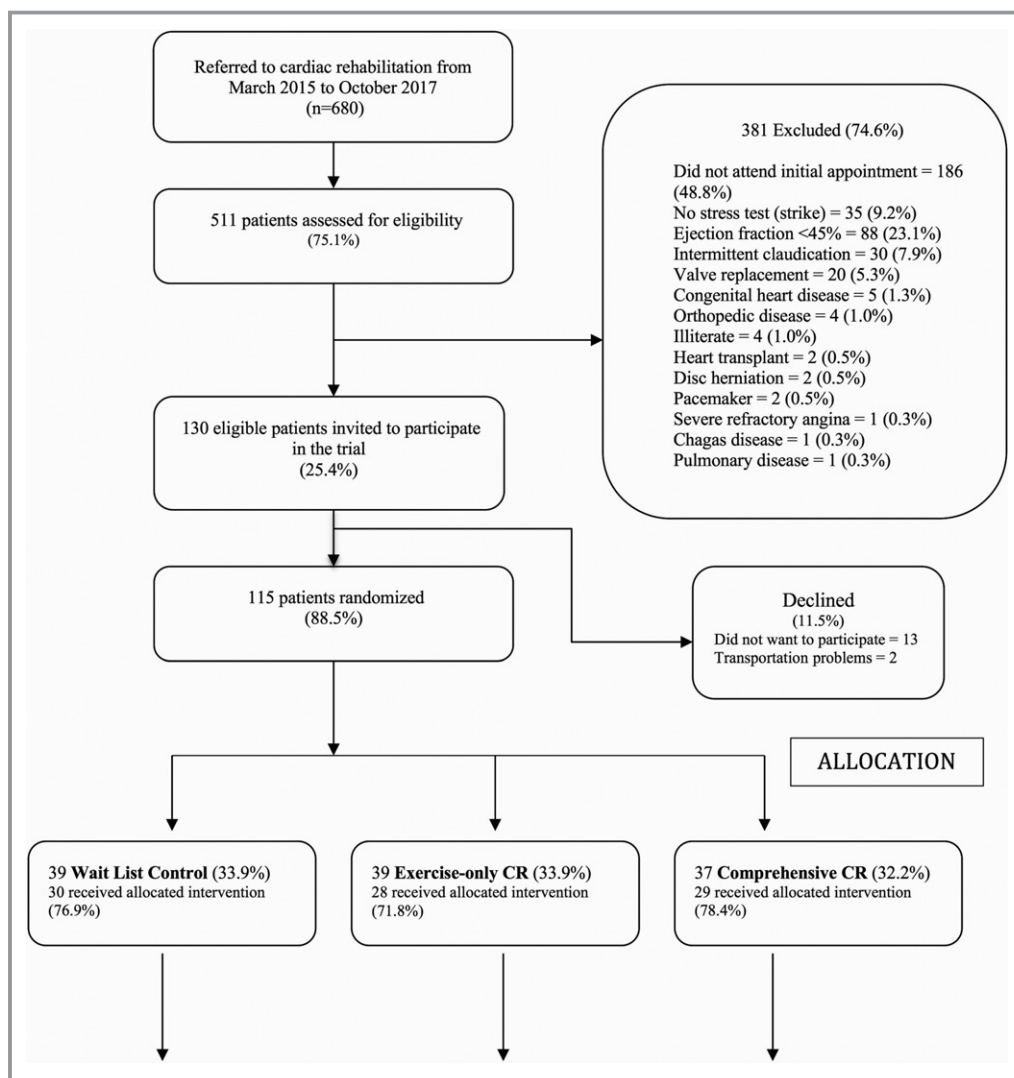 Referred to cardiac rehabilitation from
March 2015 to October 2017
(n=680)
511 patients assessed for eligibility
(75.1%)
381 Excluded (74.6%)
Did not attend initial appointment = 186
(48.8%)
No stress test (strike) = 35 (9.2%)
Ejection fraction <45% = 88 (23.1%)
Intermittent claudication = 30 (7.9%)
Valve replacement = 20 (5.3%)
Congenital heart disease = 5 (1.3%)
Orthopedic disease = 4 (1.0%)
Illiterate = 4 (1.0%)
Heart transplant = 2 (0.5%)
Disc herniation = 2 (0.5%)
Pacemaker = 2 (0.5%)
Severe refractory angina = 1 (0.3%)
Chagas disease = 1 (0.3%)
Pulmonary disease = 1 (0.3%)
130 eligible patients invited to participate
in the trial
(25.4%)
115 patients randomized
(88.5%)
Declined
(11.5%)
Did not want to participate = 13
Transportation problems = 2
ALLOCATION
39 Wait List Control (33.9%)
30 received allocated intervention
(76.9%)
39 Exercise-only CR (33.9%)
28 received allocated intervention
(71.8%)
37 Comprehensive CR (32.2%)
29 received allocated intervention
(78.4%)